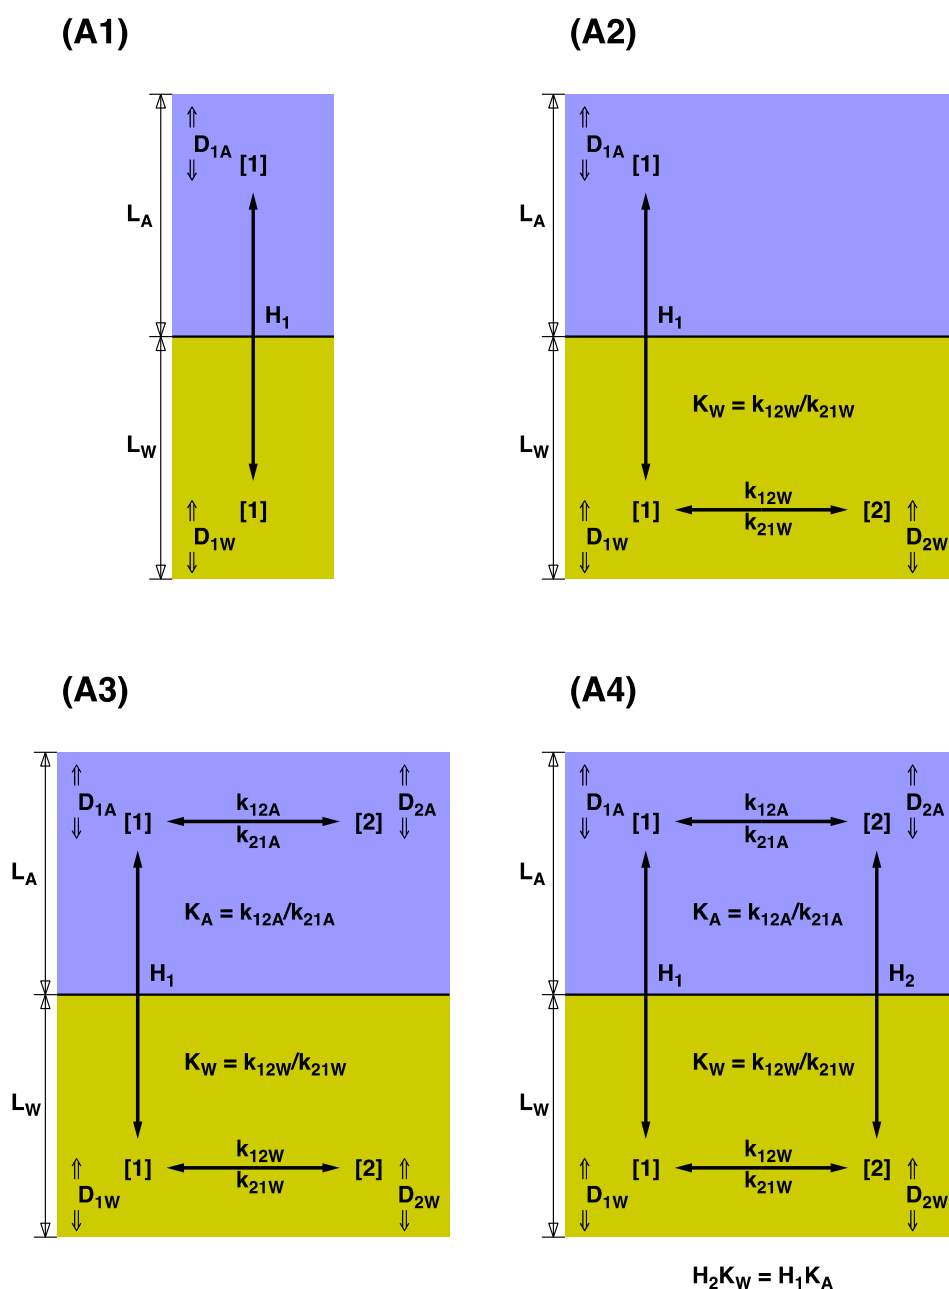 (A1)
D1A
[1]
LA
H1
LW
[1]
D1W
(A2)
D1A
[1]
LA
H1
KW = k12W/k21W
LW
k12W
[1] [2]
k21W
D1W D2W
(A3)
D1A k12A D2A
[1] [2]
k21A
LA
KA = k12A/k21A
H1
KW = k12W/k21W
LW
k12W
[1] [2]
k21W
D1W D2W
(A4)
D1A k12A D2A
[1] [2]
k21A
LA
KA = k12A/k21A
H1 H2
KW = k12W/k21W
LW
k12W
[1] [2]
k21W
D1W D2W
H2KW = H1KA